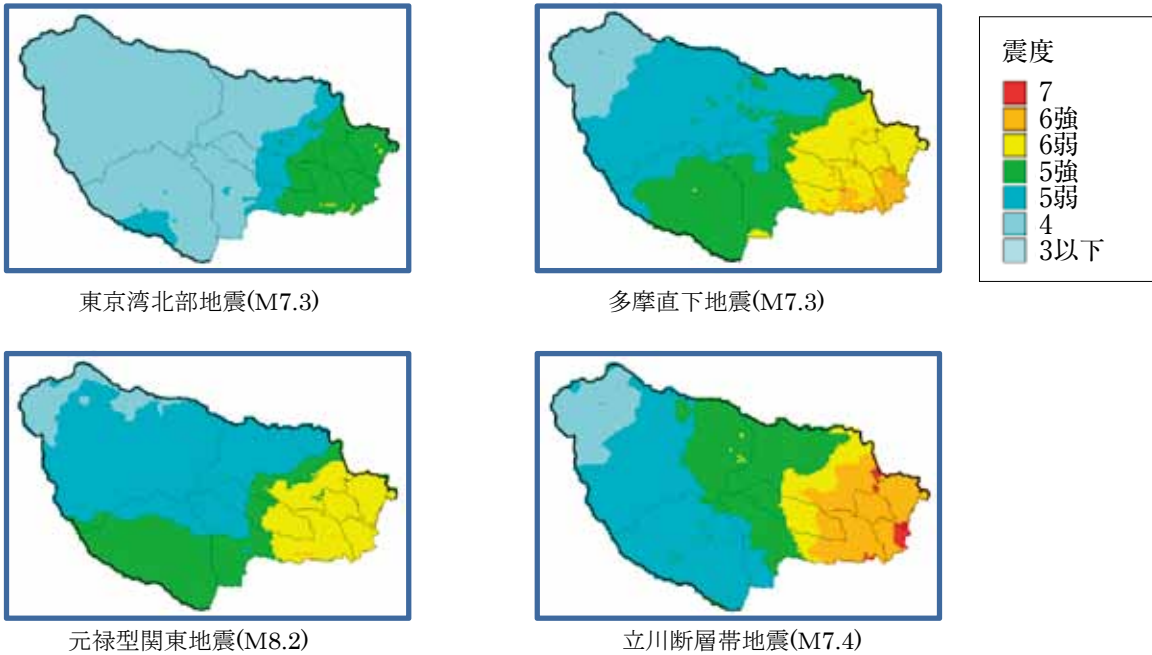 震度
7
6強
6弱
5強
5弱
4
3以下
東京湾北部地震(M7.3)
多摩直下地震(M7.3)
元禄型関東地震(M8.2)
立川断層帯地震(M7.4)